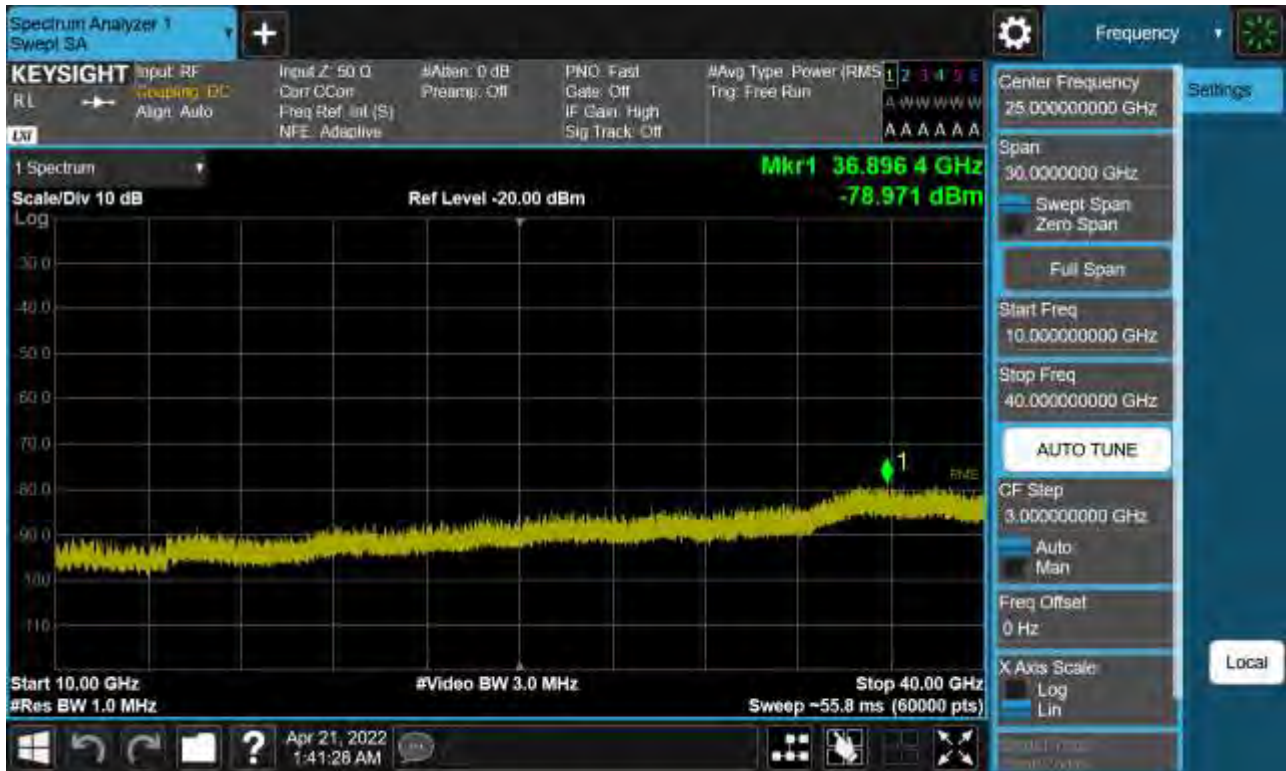 Spectrum Analyzer 1
Swept SA
Frequency
KEYSIGHT
RL
Input: RF
Coupling: DC
Align: Auto
Input Z: 50 Ω
Corr CCorr
Freq Ref: Int (S)
NFE: Adaptive
#Atten: 0 dB
Preamp: Off
PNO: Fast
Gate: Off
IF Gain: High
Sig Track: Off
#Avg Type: Power (RMS
Trig: Free Run
1 2 3 4 5 6
A W W W W W
A A A A A A
1 Spectrum
Scale/Div 10 dB
Log
Ref Level -20.00 dBm
Mkr1 36.896 4 GHz
-78.971 dBm
-30.0
-40.0
-50.0
-60.0
-70.0
-80.0
-90.0
-100
-110
1
RMS
Start 10.00 GHz
#Res BW 1.0 MHz
#Video BW 3.0 MHz
Stop 40.00 GHz
Sweep ~55.8 ms (60000 pts)
Apr 21, 2022
1:41:28 AM
Center Frequency
25.000000000 GHz
Settings
Span
30.0000000 GHz
Swept Span
Zero Span
Full Span
Start Freq
10.000000000 GHz
Stop Freq
40.000000000 GHz
AUTO TUNE
CF Step
3.000000000 GHz
Auto
Man
Freq Offset
0 Hz
X Axis Scale
Log
Lin
Local